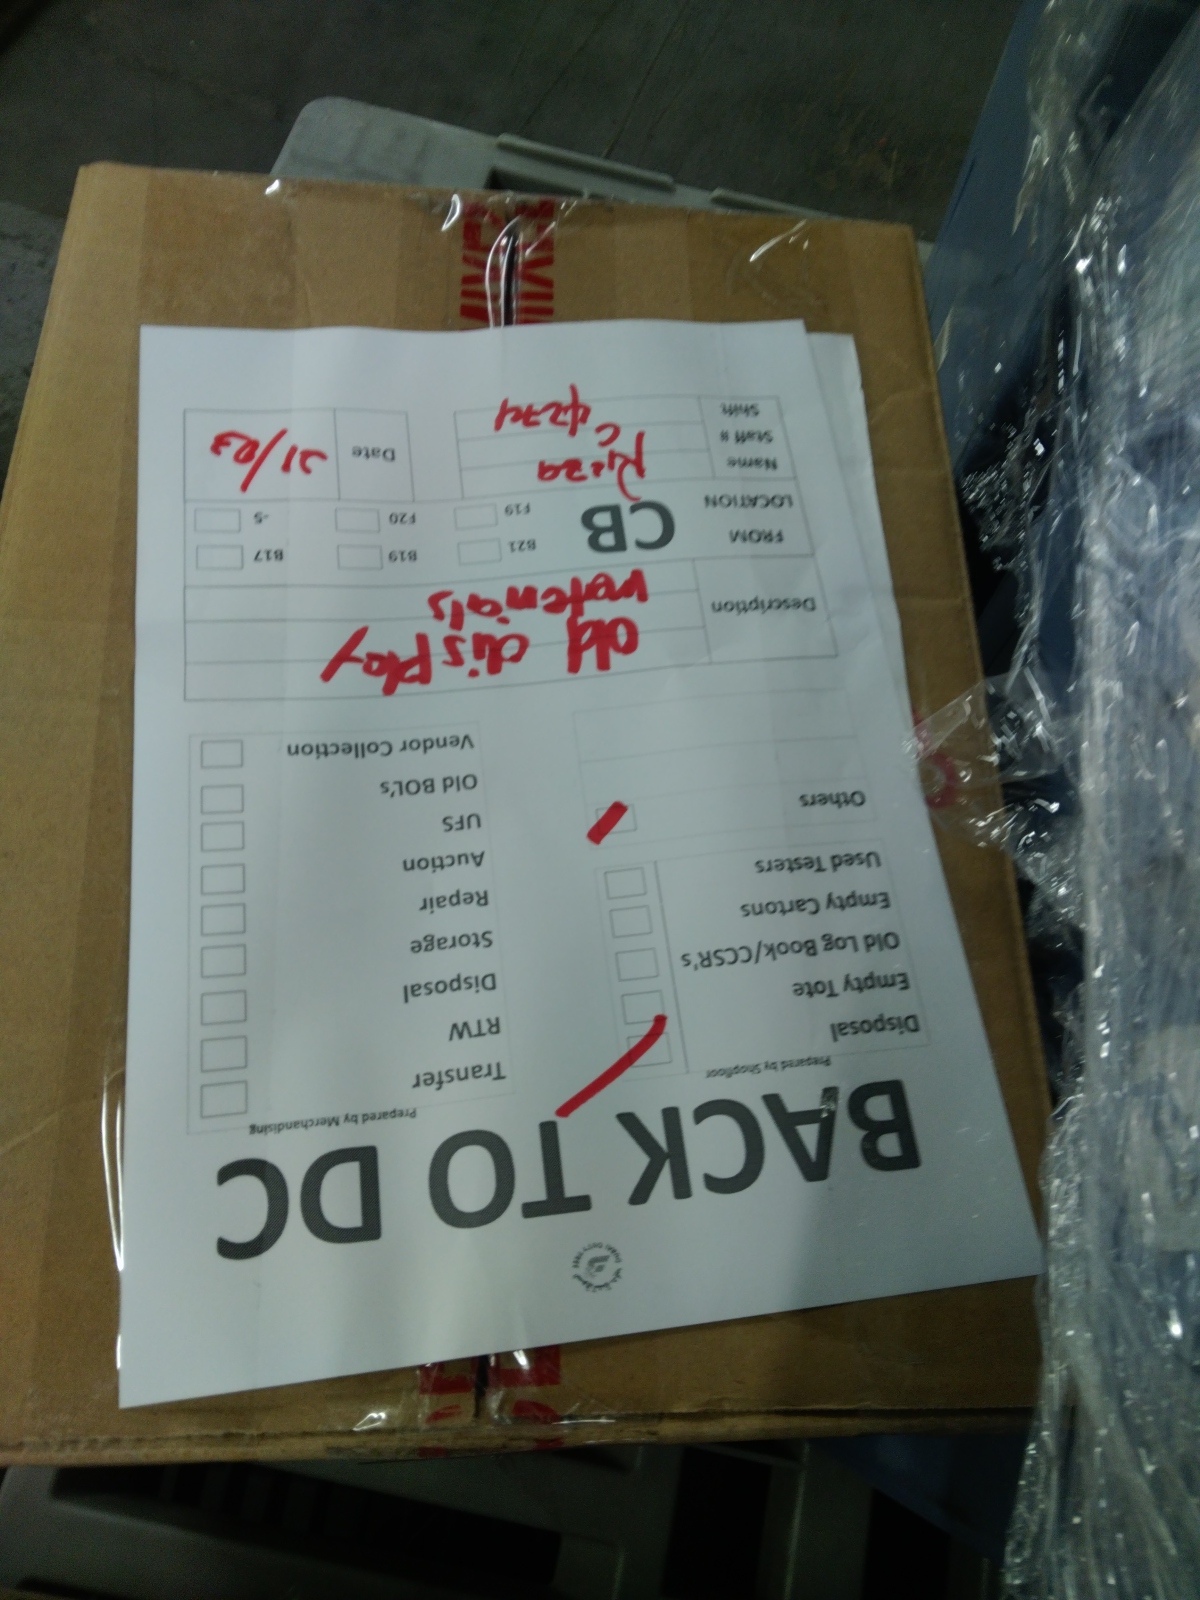 BACK TO DC
Prepared by Shopfloor
Disposal
Empty Tote
Old Log Book/CCSR's
Empty Cartons
Used Testers
Others
Prepared by Merchandising
Transfer
RTW
Disposal
Storage
Repair
Auction
UFS
Old BOL's
Vendor Collection
Description
old display
materials
FROM
LOCATION
CB
B21 B19 B17
F19 F20 -5
Name
Staff #
Shift
Date